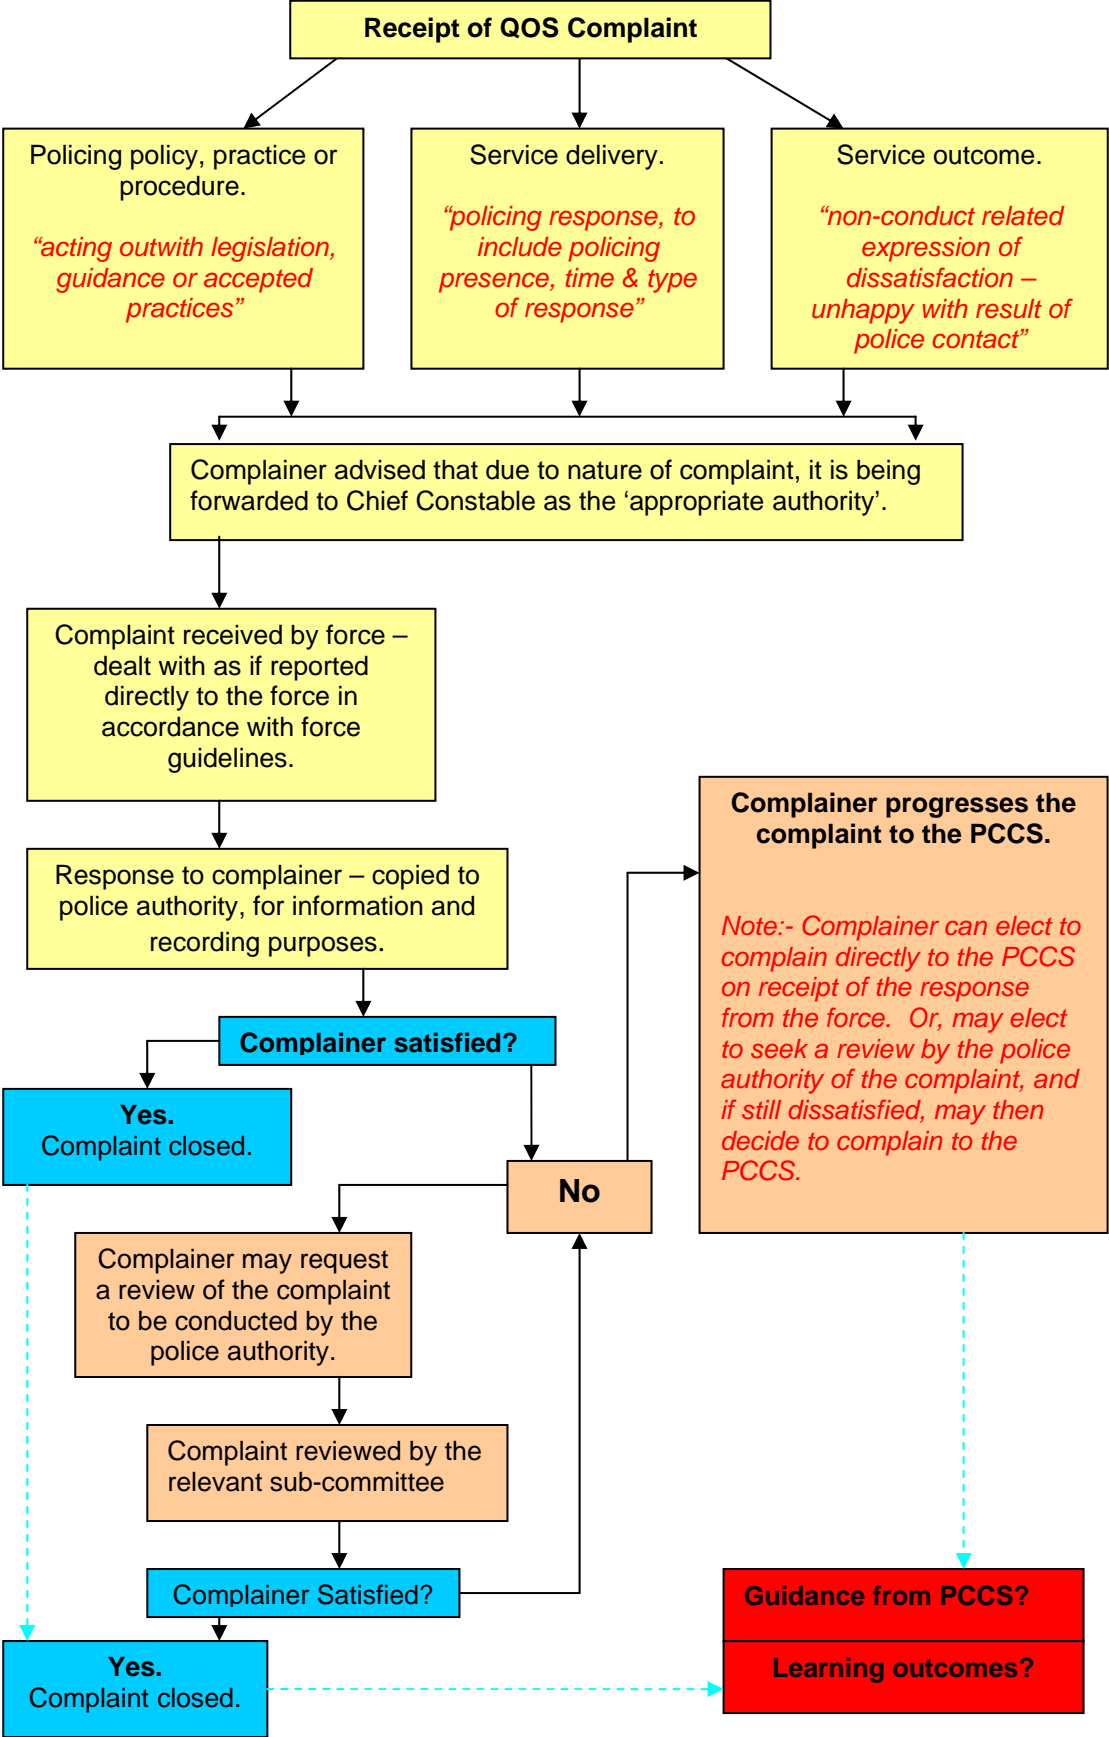 Receipt of QOS Complaint
Policing policy, practice or
procedure.
“acting outwith legislation,
guidance or accepted
practices”
Service delivery.
“policing response, to
include policing
presence, time & type
of response”
Service outcome.
“non-conduct related
expression of
dissatisfaction –
unhappy with result of
police contact”
Complainer advised that due to nature of complaint, it is being
forwarded to Chief Constable as the ‘appropriate authority’.
Complaint received by force –
dealt with as if reported
directly to the force in
accordance with force
guidelines.
Response to complainer – copied to
police authority, for information and
recording purposes.
Complainer satisfied?
Yes.
Complaint closed.
No
Complainer progresses the
complaint to the PCCS.
Note:- Complainer can elect to
complain directly to the PCCS
on receipt of the response
from the force. Or, may elect
to seek a review by the police
authority of the complaint, and
if still dissatisfied, may then
decide to complain to the
PCCS.
Complainer may request
a review of the complaint
to be conducted by the
police authority.
Complaint reviewed by the
relevant sub-committee
Complainer Satisfied?
Yes.
Complaint closed.
Guidance from PCCS?
Learning outcomes?